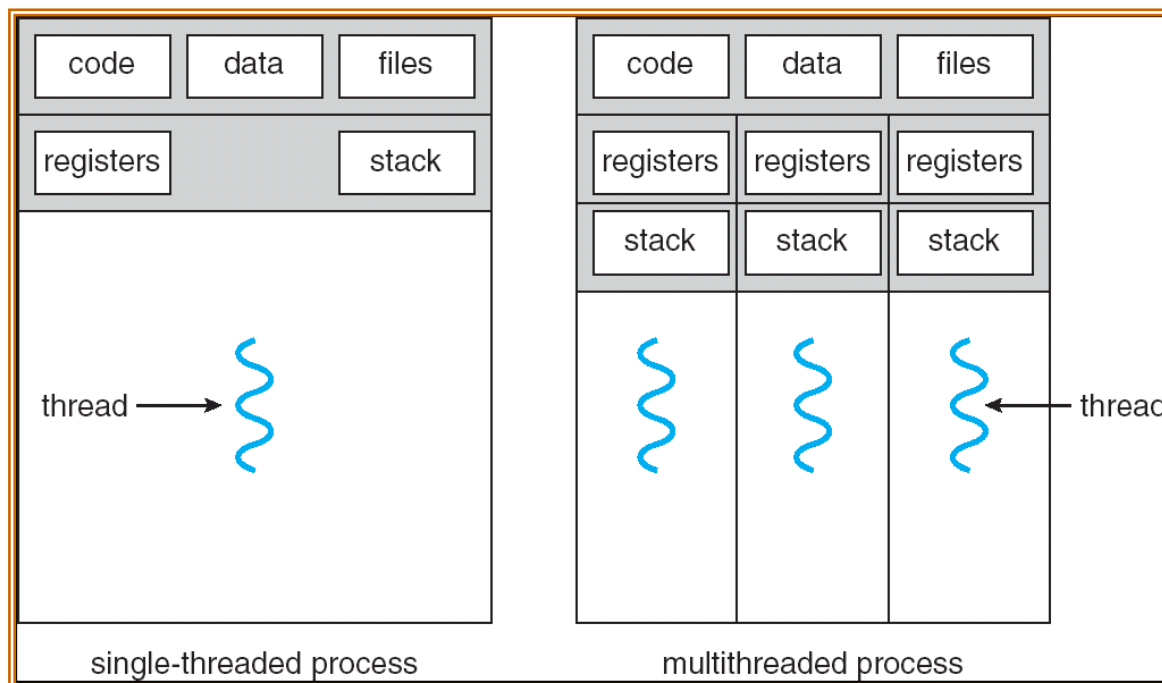 code data files
registers stack
thread
single-threaded process
code data files
registers registers registers
stack stack stack
thread
multithreaded process